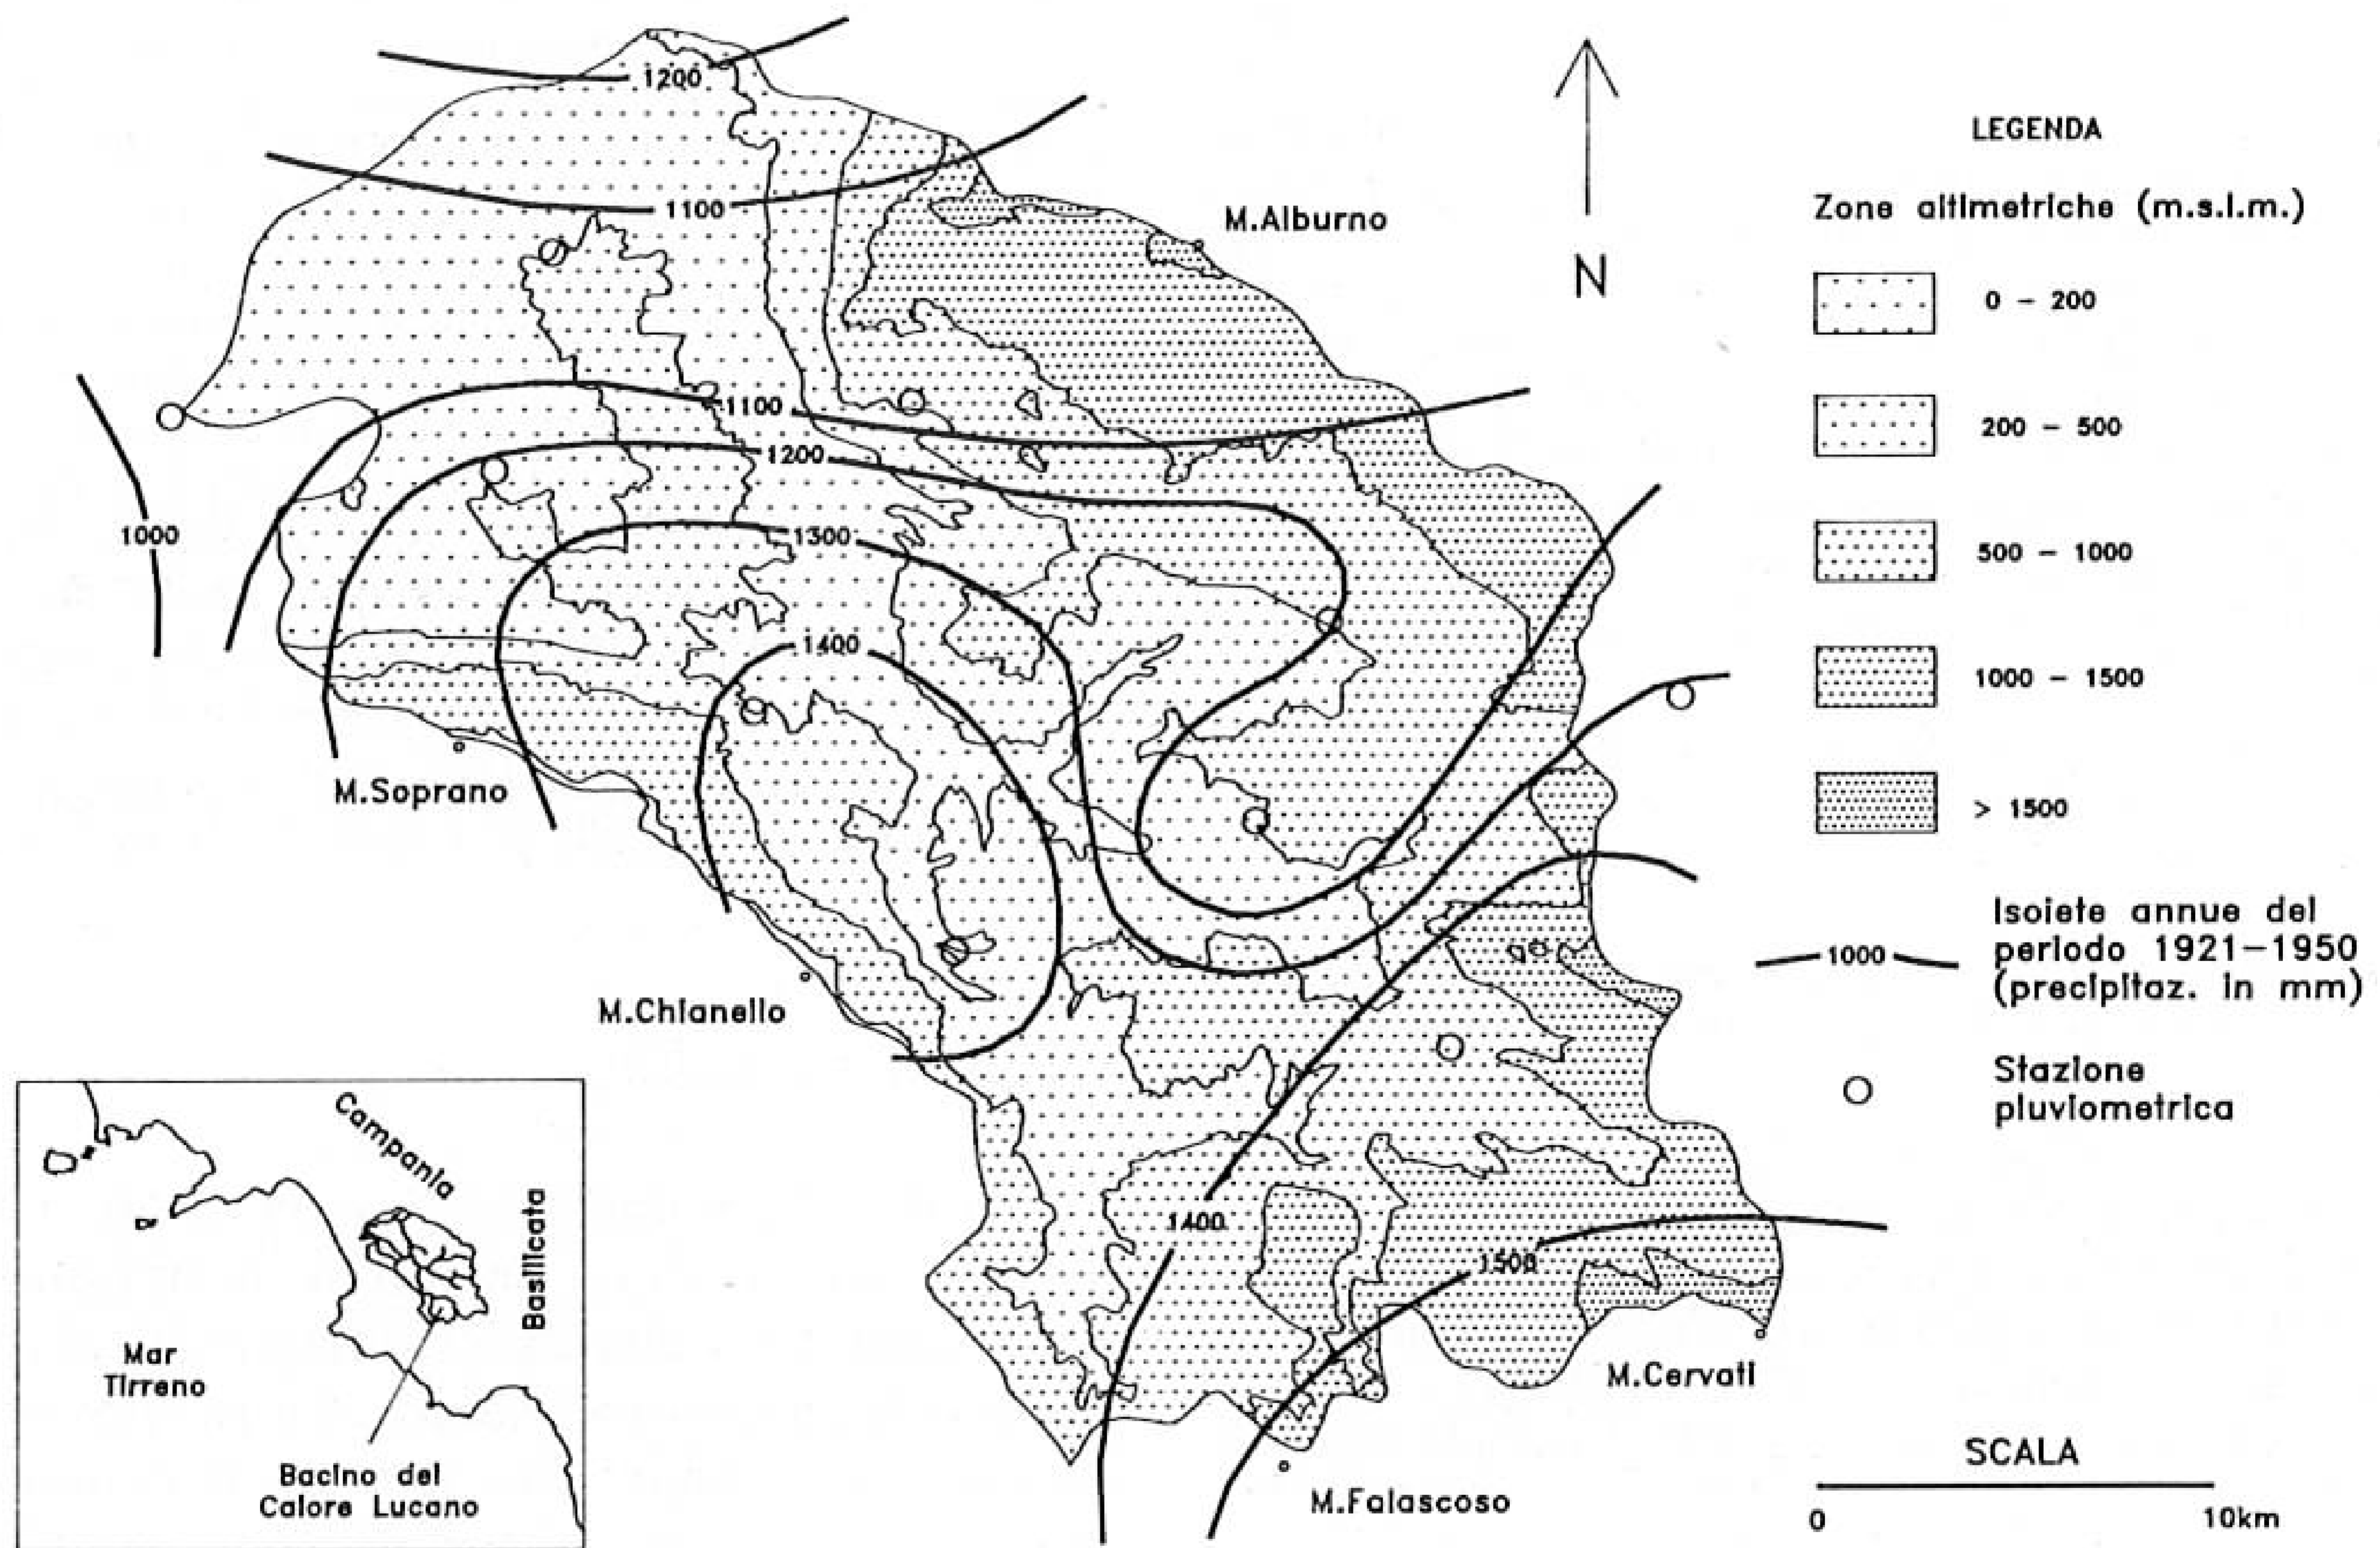 1200
1100
M.Alburno
N
1100
1200
1000
1300
1400
M.Soprano
M.Chianello
1400
1500
M.Cervati
M.Falascoso
LEGENDA
Zone altimetriche (m.s.l.m.)
0 – 200
200 – 500
500 – 1000
1000 – 1500
> 1500
1000
Isoiete annue del
periodo 1921–1950
(precipitaz. in mm)
Stazione
pluviometrica
SCALA
0
10km
Campania
Basilicata
Mar
Tirreno
Bacino del
Calore Lucano